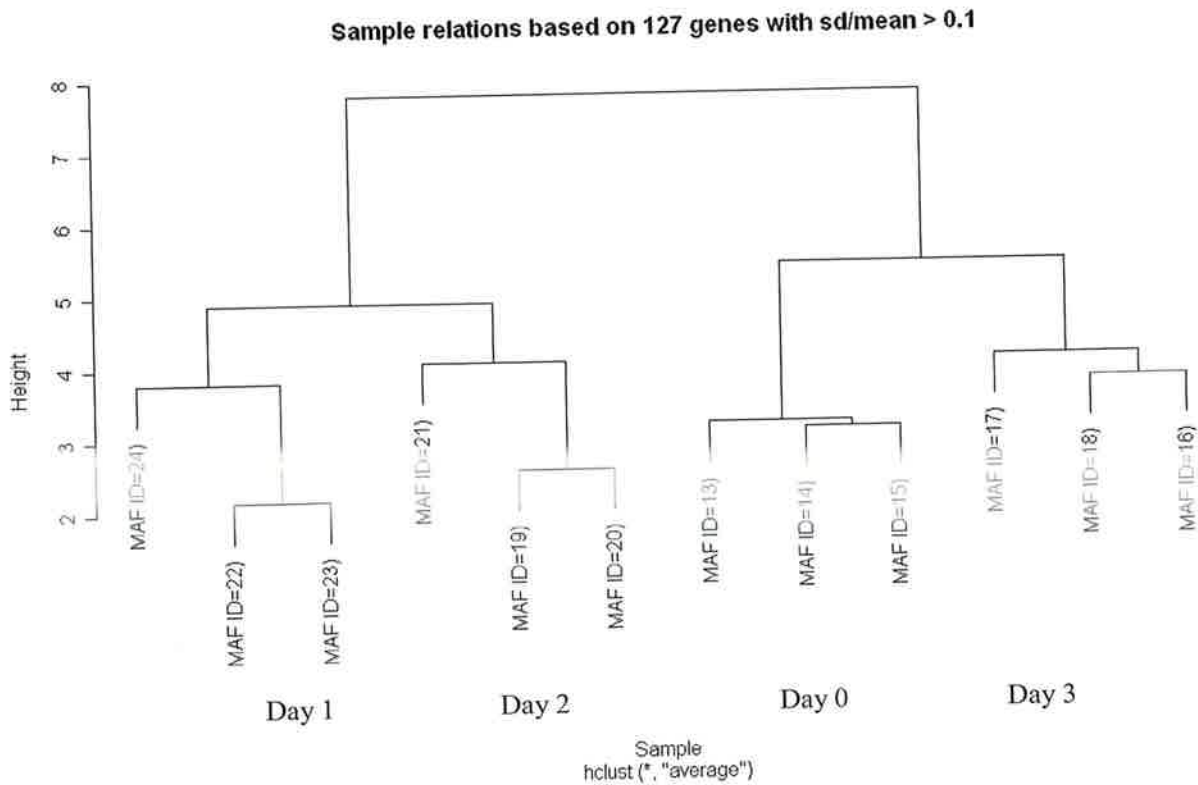 Sample relations based on 127 genes with sd/mean > 0.1
8
7
6
5
4
3
2
Height
MAF ID=24)
MAF ID=22)
MAF ID=23)
MAF ID=21)
MAF ID=19)
MAF ID=20)
MAF ID=13)
MAF ID=14)
MAF ID=15)
MAF ID=17)
MAF ID=18)
MAF ID=16)
Day 1
Day 2
Day 0
Day 3
Sample
hclust (*, "average")